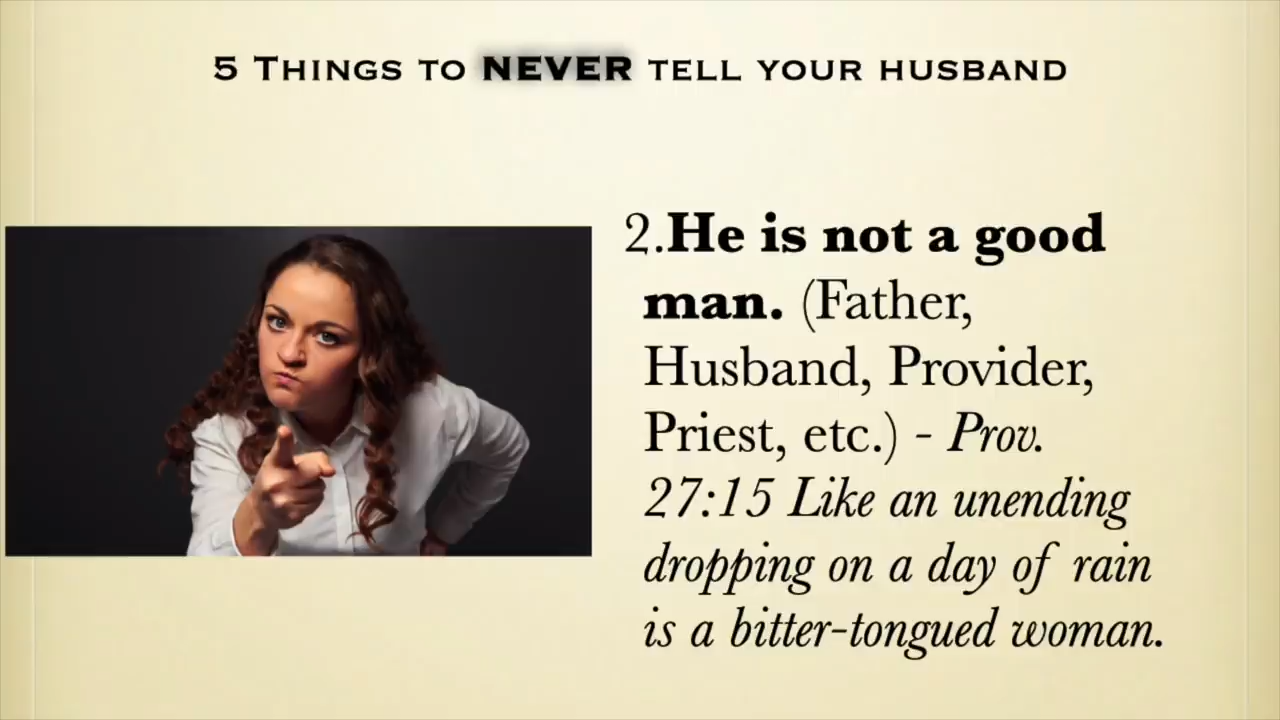 5 THINGS TO NEVER TELL YOUR HUSBAND
2.He is not a good
man. (Father,
Husband, Provider,
Priest, etc.) - Prov.
27:15 Like an unending
dropping on a day of rain
is a bitter-tongued woman.